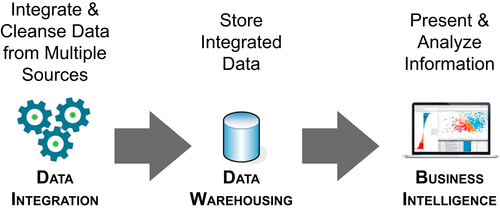 Integrate &
Cleanse Data
from Multiple
Sources
Store
Integrated
Data
Present &
Analyze
Information
DATA
INTEGRATION
DATA
WAREHOUSING
BUSINESS
INTELLIGENCE